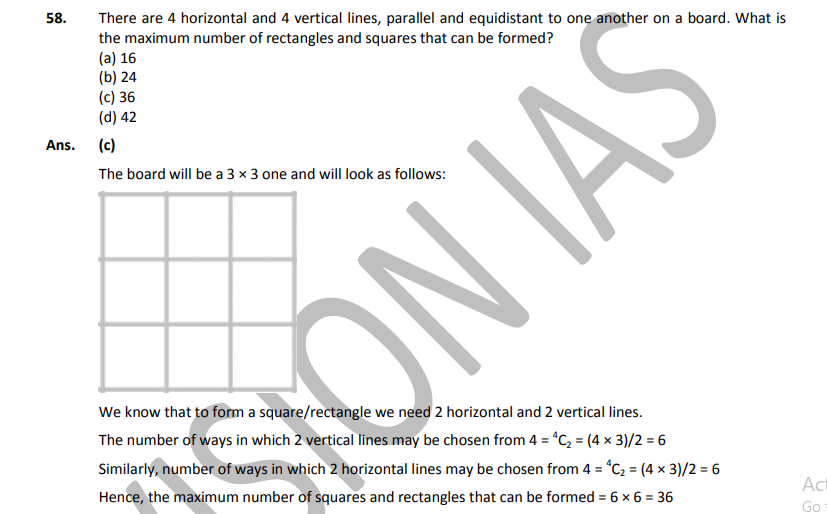 58. There are 4 horizontal and 4 vertical lines, parallel and equidistant to one another on a board. What is
the maximum number of rectangles and squares that can be formed?
(a) 16
(b) 24
(c) 36
(d) 42
Ans. (c)
The board will be a 3 × 3 one and will look as follows:
We know that to form a square/rectangle we need 2 horizontal and 2 vertical lines.
The number of ways in which 2 vertical lines may be chosen from 4 = ⁴C₂ = (4 × 3)/2 = 6
Similarly, number of ways in which 2 horizontal lines may be chosen from 4 = ⁴C₂ = (4 × 3)/2 = 6
Hence, the maximum number of squares and rectangles that can be formed = 6 × 6 = 36
VISION IAS
Go